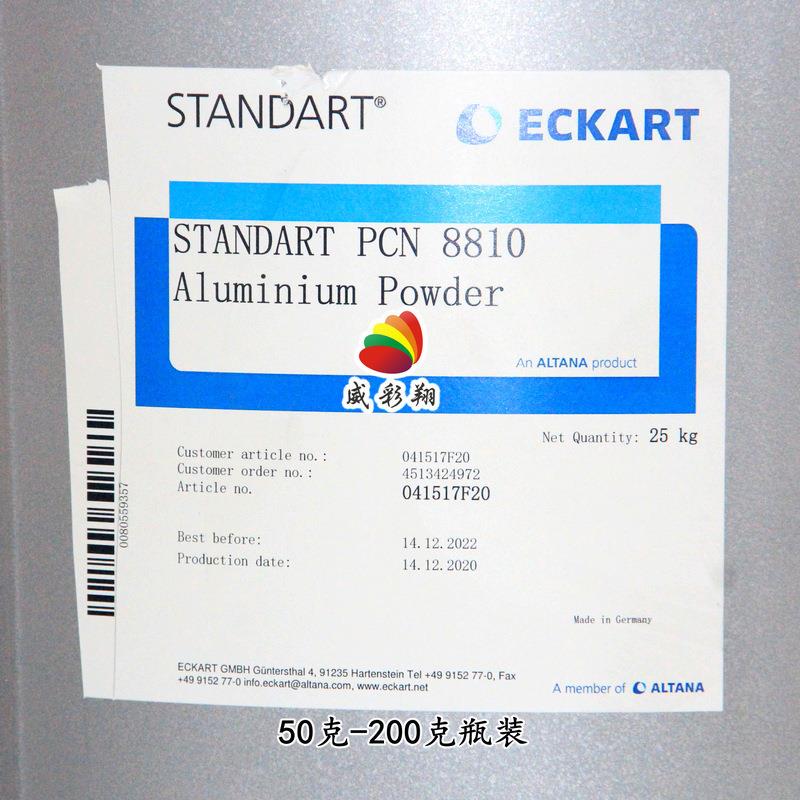 STANDART®
ECKART
STANDART PCN 8810
Aluminium Powder
An ALTANA product
威彩翔
Net Quantity: 25 kg
Customer article no.: 041517F20
Customer order no.: 4513424972
Article no. 041517F20
Best before: 14.12.2022
Production date: 14.12.2020
0080559357
Made in Germany
ECKART GMBH Güntersthal 4, 91235 Hartenstein Tel +49 9152 77-0, Fax
+49 9152 77-0 info.eckart@altana.com, www.eckart.net
A member of ALTANA
50克-200克瓶装